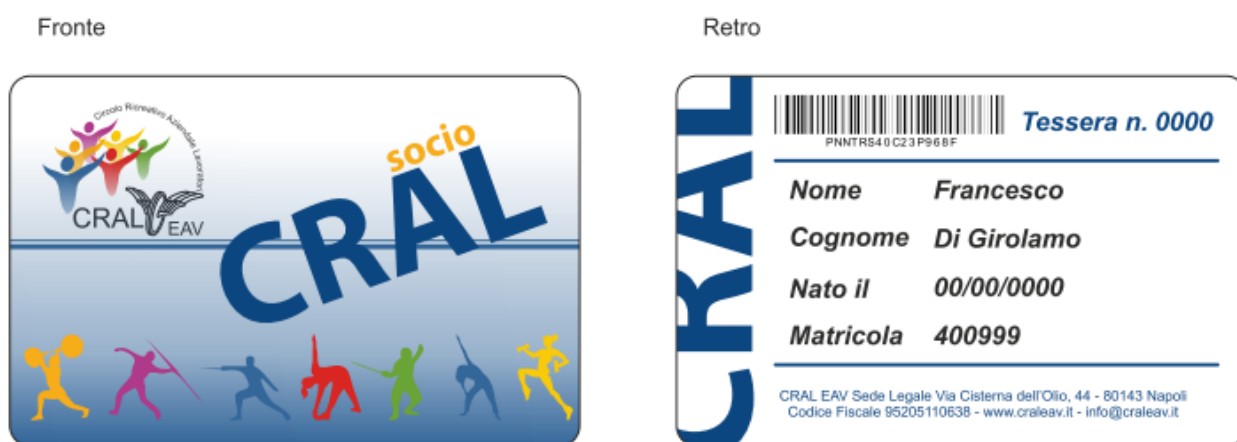 Fronte
Circolo Ricreativo Aziendale Lavoratori
CRAL EAV
socio
CRAL
Retro
CRAL
PNNTRS40C23P968F
Tessera n. 0000
Nome Francesco
Cognome Di Girolamo
Nato il 00/00/0000
Matricola 400999
CRAL EAV Sede Legale Via Cisterna dell'Olio, 44 - 80143 Napoli
Codice Fiscale 95205110638 - www.craleav.it - info@craleav.it